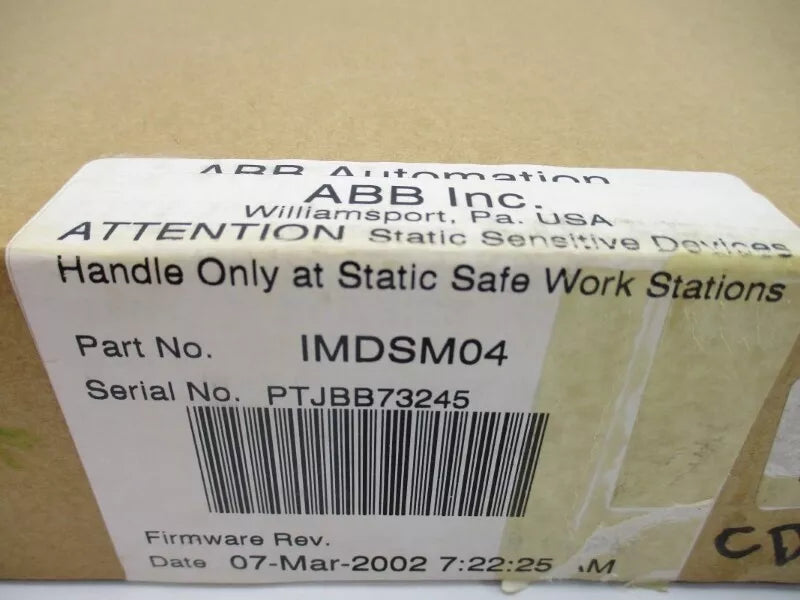 ABB Automation
ABB Inc.
Williamsport, Pa. USA
ATTENTION Static Sensitive Devices
Handle Only at Static Safe Work Stations
Part No. IMDSM04
Serial No. PTJBB73245
Firmware Rev.
Date 07-Mar-2002 7:22:25 AM
CD